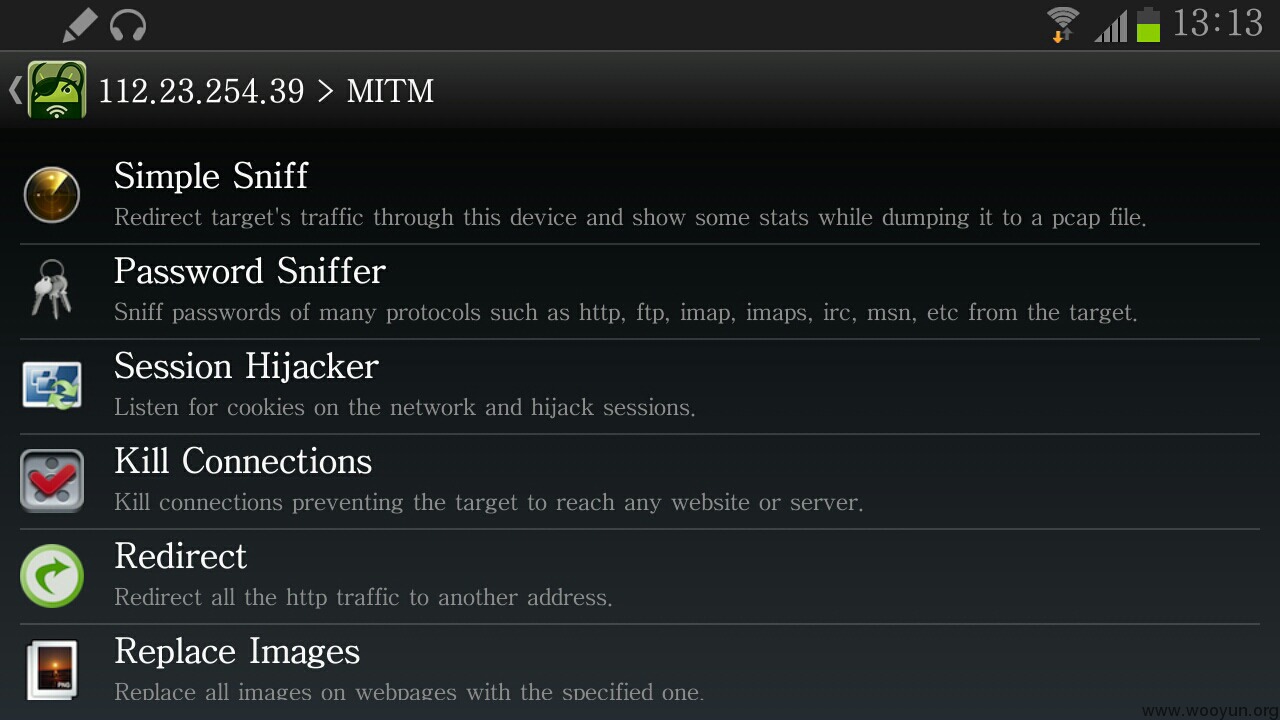 13:13
112.23.254.39 > MITM
Simple Sniff
Redirect target's traffic through this device and show some stats while dumping it to a pcap file.
Password Sniffer
Sniff passwords of many protocols such as http, ftp, imap, imaps, irc, msn, etc from the target.
Session Hijacker
Listen for cookies on the network and hijack sessions.
Kill Connections
Kill connections preventing the target to reach any website or server.
Redirect
Redirect all the http traffic to another address.
Replace Images
PNG
Replace all images on webpages with the specified one.
www.wooyun.org